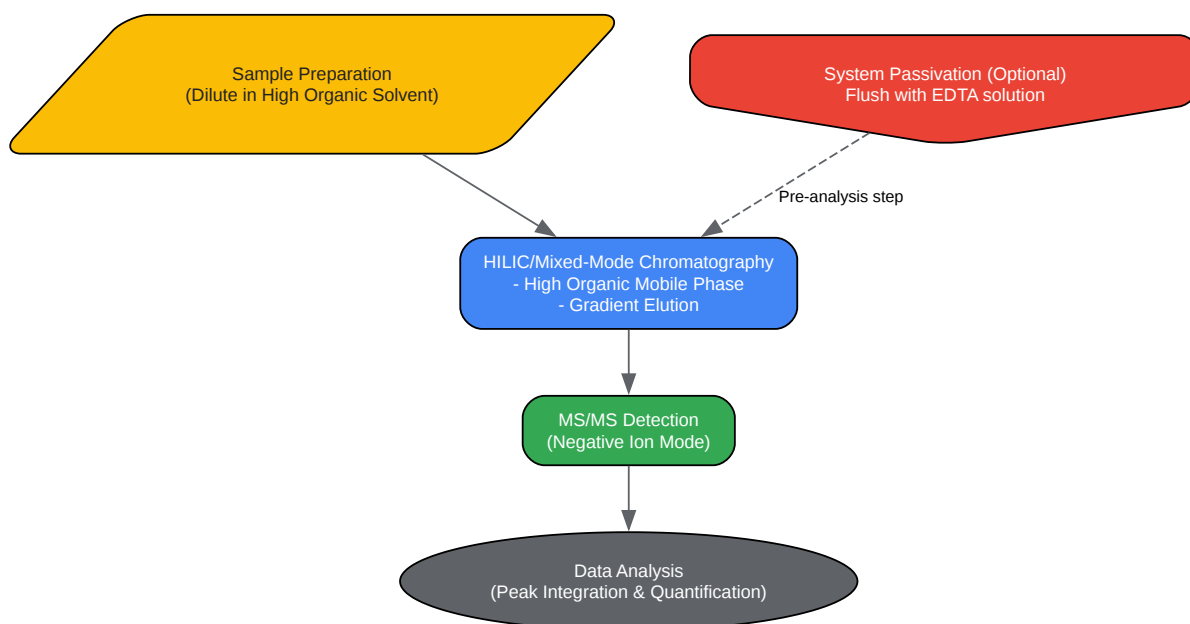 Sample Preparation
(Dilute in High Organic Solvent)
System Passivation (Optional)
Flush with EDTA solution
Pre-analysis step
HILIC/Mixed-Mode Chromatography
- High Organic Mobile Phase
- Gradient Elution
MS/MS Detection
(Negative Ion Mode)
Data Analysis
(Peak Integration & Quantification)